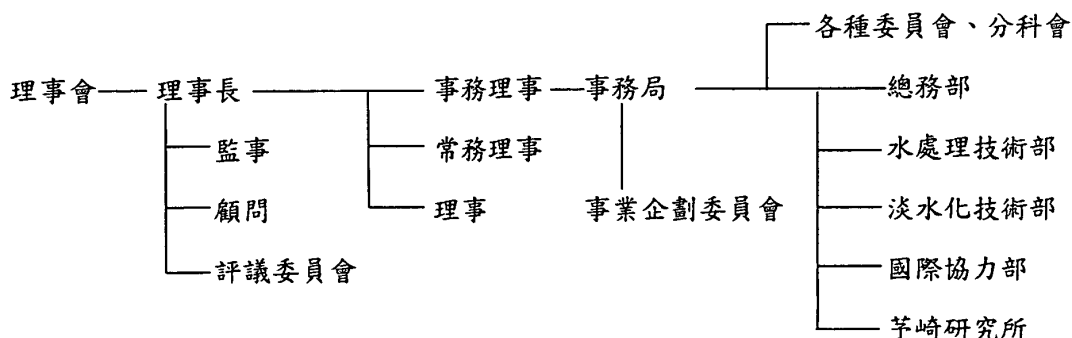 各種委員會、分科會
理事會 理事長 事務理事 事務局 總務部
監事 常務理事 水處理技術部
顧問 理事 事業企劃委員會 淡水化技術部
評議委員會 國際協力部
茅崎研究所